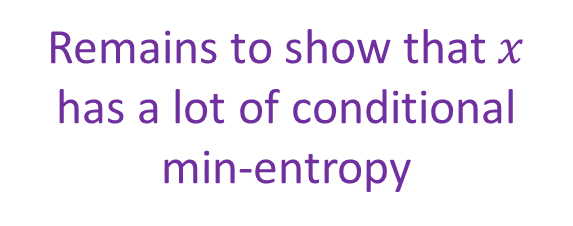 Remains to show that 𝑥
has a lot of conditional
min-entropy